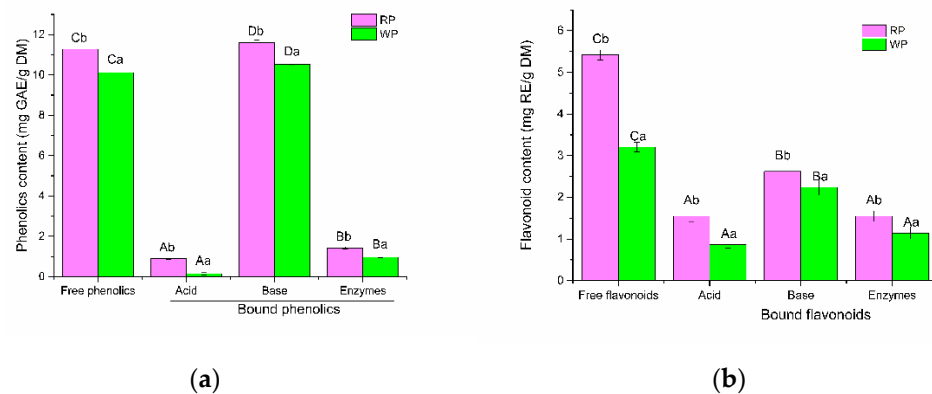 Phenolics content (mg GAE/g DM)
12
10
8
6
4
2
0
RP
WP
Cb
Ca
Ab
Aa
Db
Da
Bb
Ba
Free phenolics
Acid
Base
Enzymes
Bound phenolics
(a)
Flavonoid content (mg RE/g DM)
6
5
4
3
2
1
0
RP
WP
Cb
Ca
Ab
Aa
Bb
Ba
Ab
Aa
Free flavonoids
Acid
Base
Enzymes
Bound flavonoids
(b)